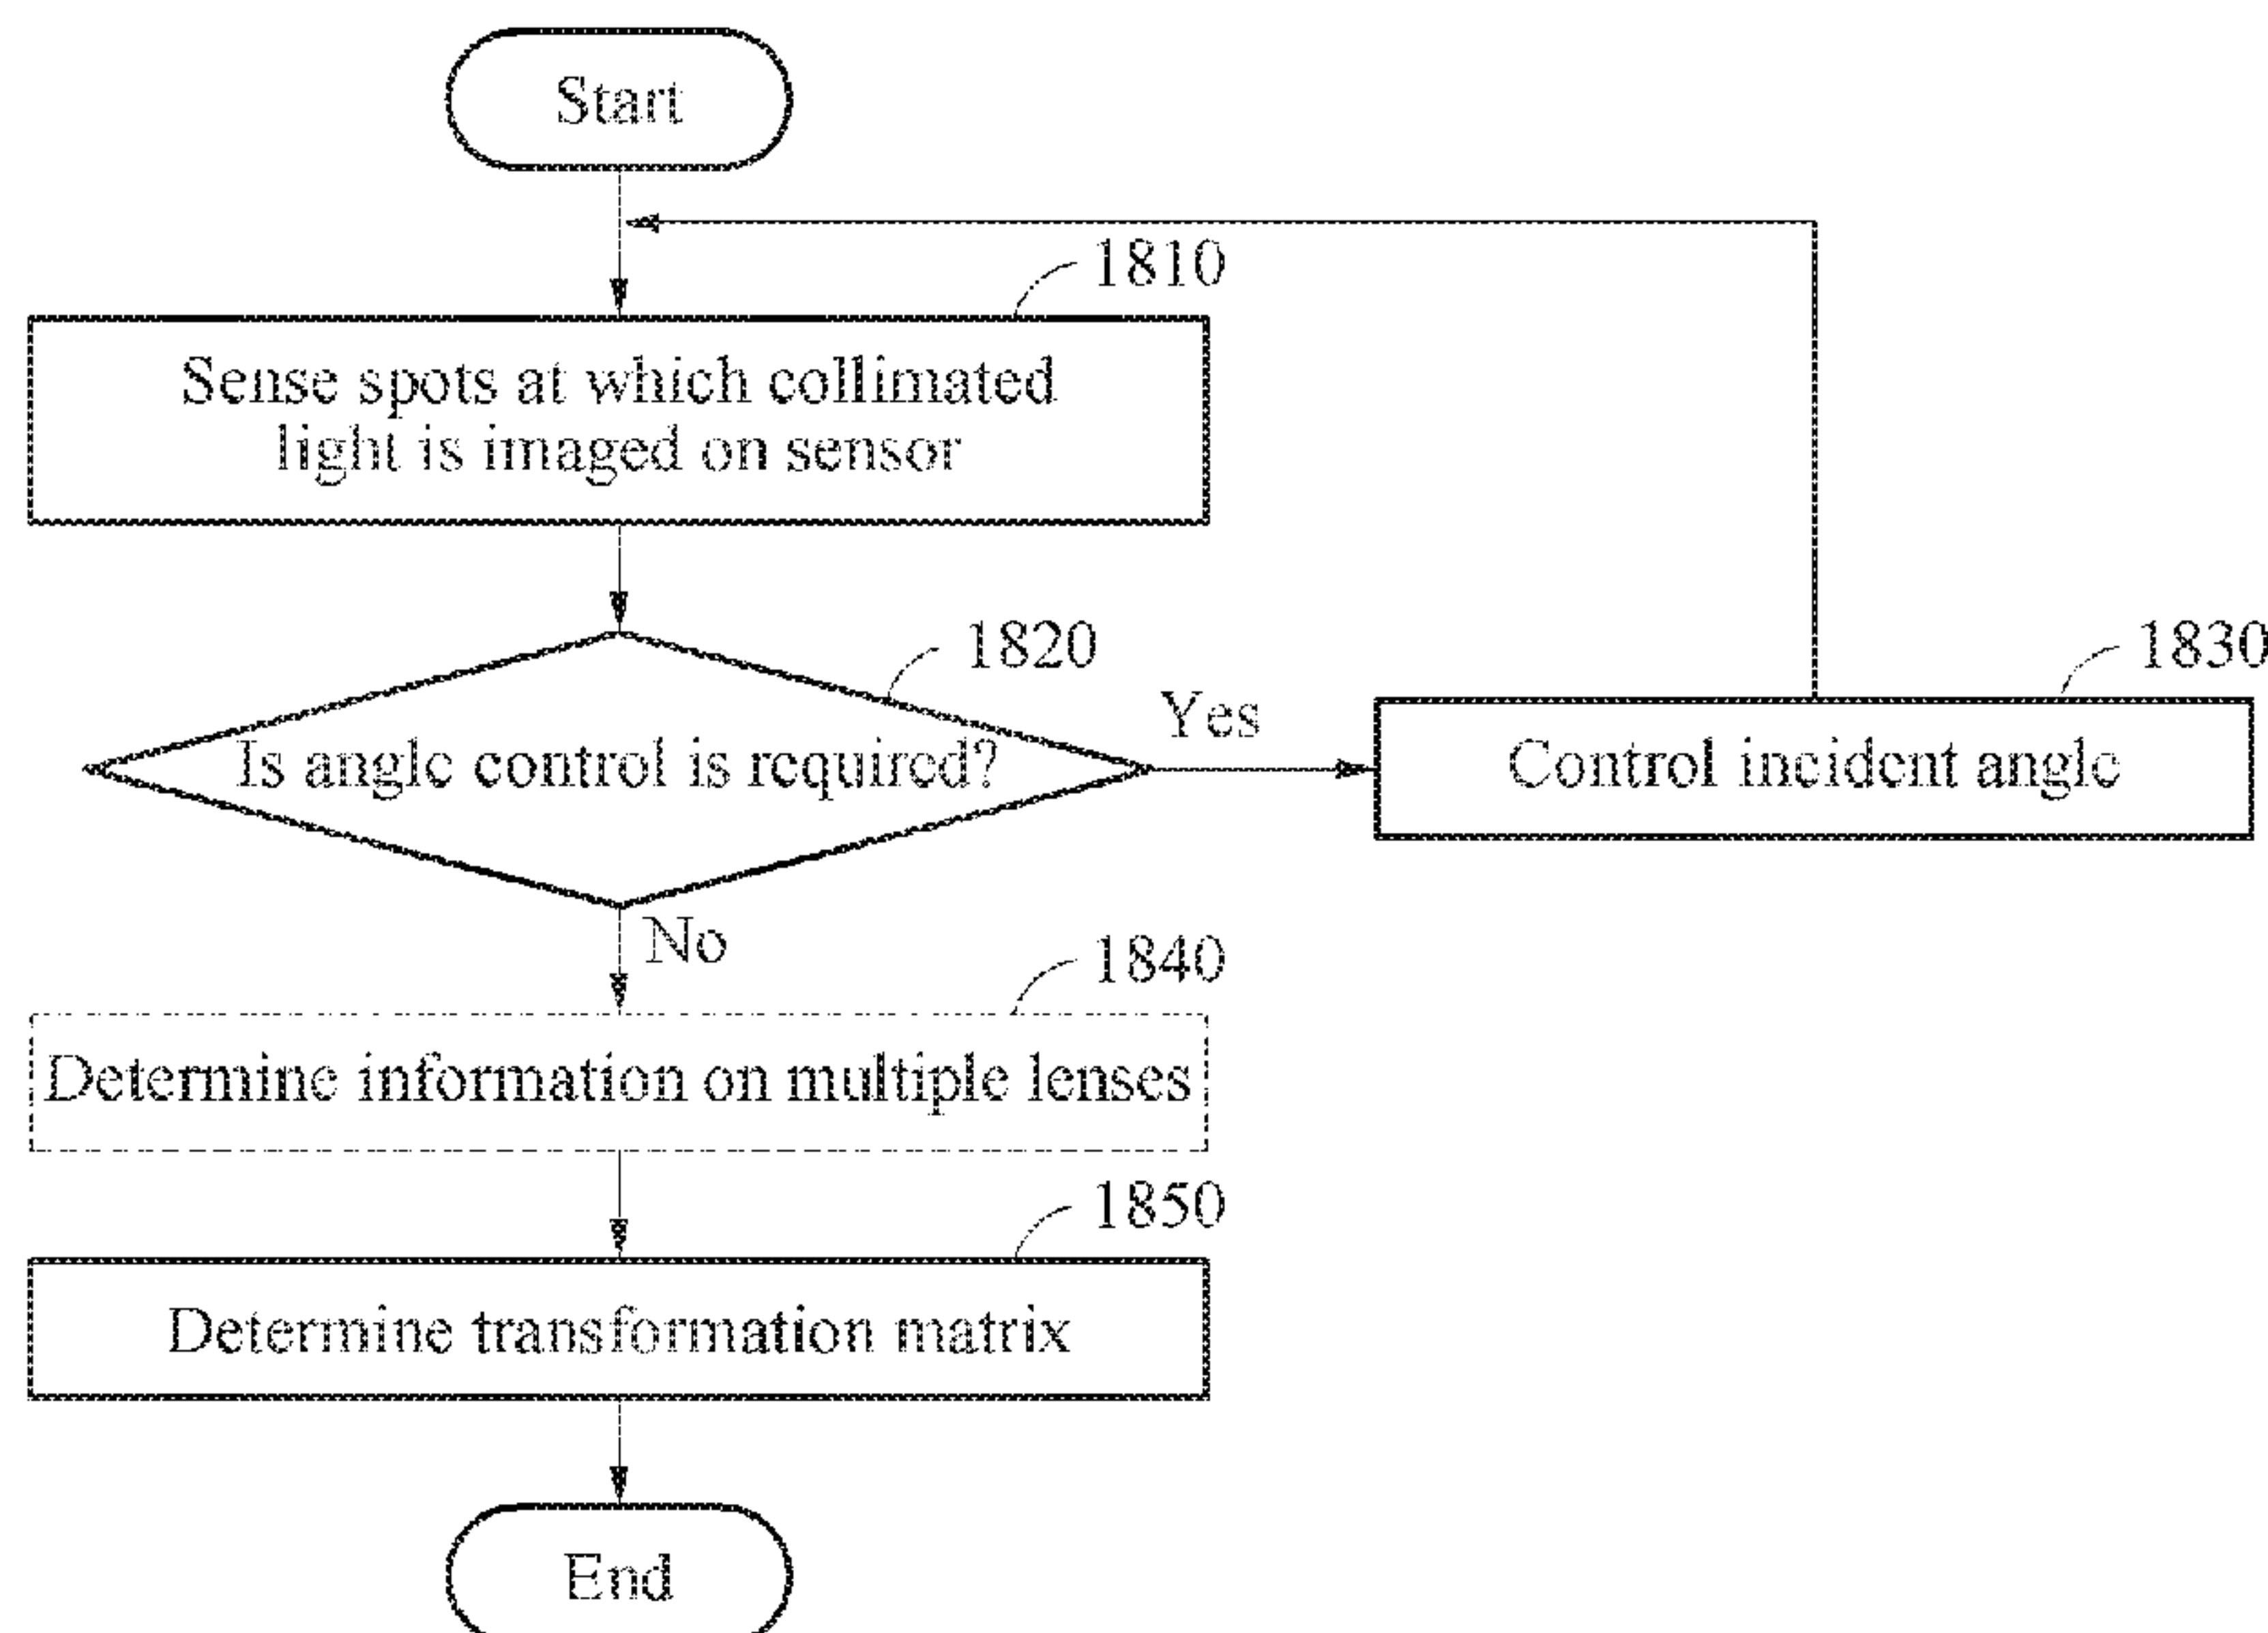 Start
1810
Sense spots at which collimated
light is imaged on sensor
1820
Is angle control is required?
Yes
1830
Control incident angle
No
1840
Determine information on multiple lenses
1850
Determine transformation matrix
End